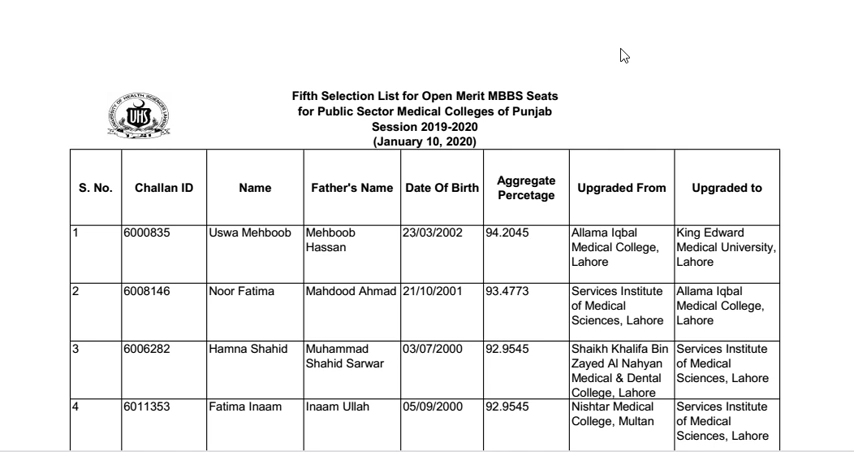 Fifth Selection List for Open Merit MBBS Seats
for Public Sector Medical Colleges of Punjab
Session 2019-2020
(January 10, 2020)
UNIVERSITY OF HEALTH SCIENCES LAHORE
UHS
S. No. Challan ID Name Father's Name Date Of Birth Aggregate Percetage Upgraded From Upgraded to
1 6000835 Uswa Mehboob Mehboob Hassan 23/03/2002 94.2045 Allama Iqbal Medical College, Lahore King Edward Medical University, Lahore
2 6008146 Noor Fatima Mahdood Ahmad 21/10/2001 93.4773 Services Institute of Medical Sciences, Lahore Allama Iqbal Medical College, Lahore
3 6006282 Hamna Shahid Muhammad Shahid Sarwar 03/07/2000 92.9545 Shaikh Khalifa Bin Zayed Al Nahyan Medical & Dental College, Lahore Services Institute of Medical Sciences, Lahore
4 6011353 Fatima Inaam Inaam Ullah 05/09/2000 92.9545 Nishtar Medical College, Multan Services Institute of Medical Sciences, Lahore